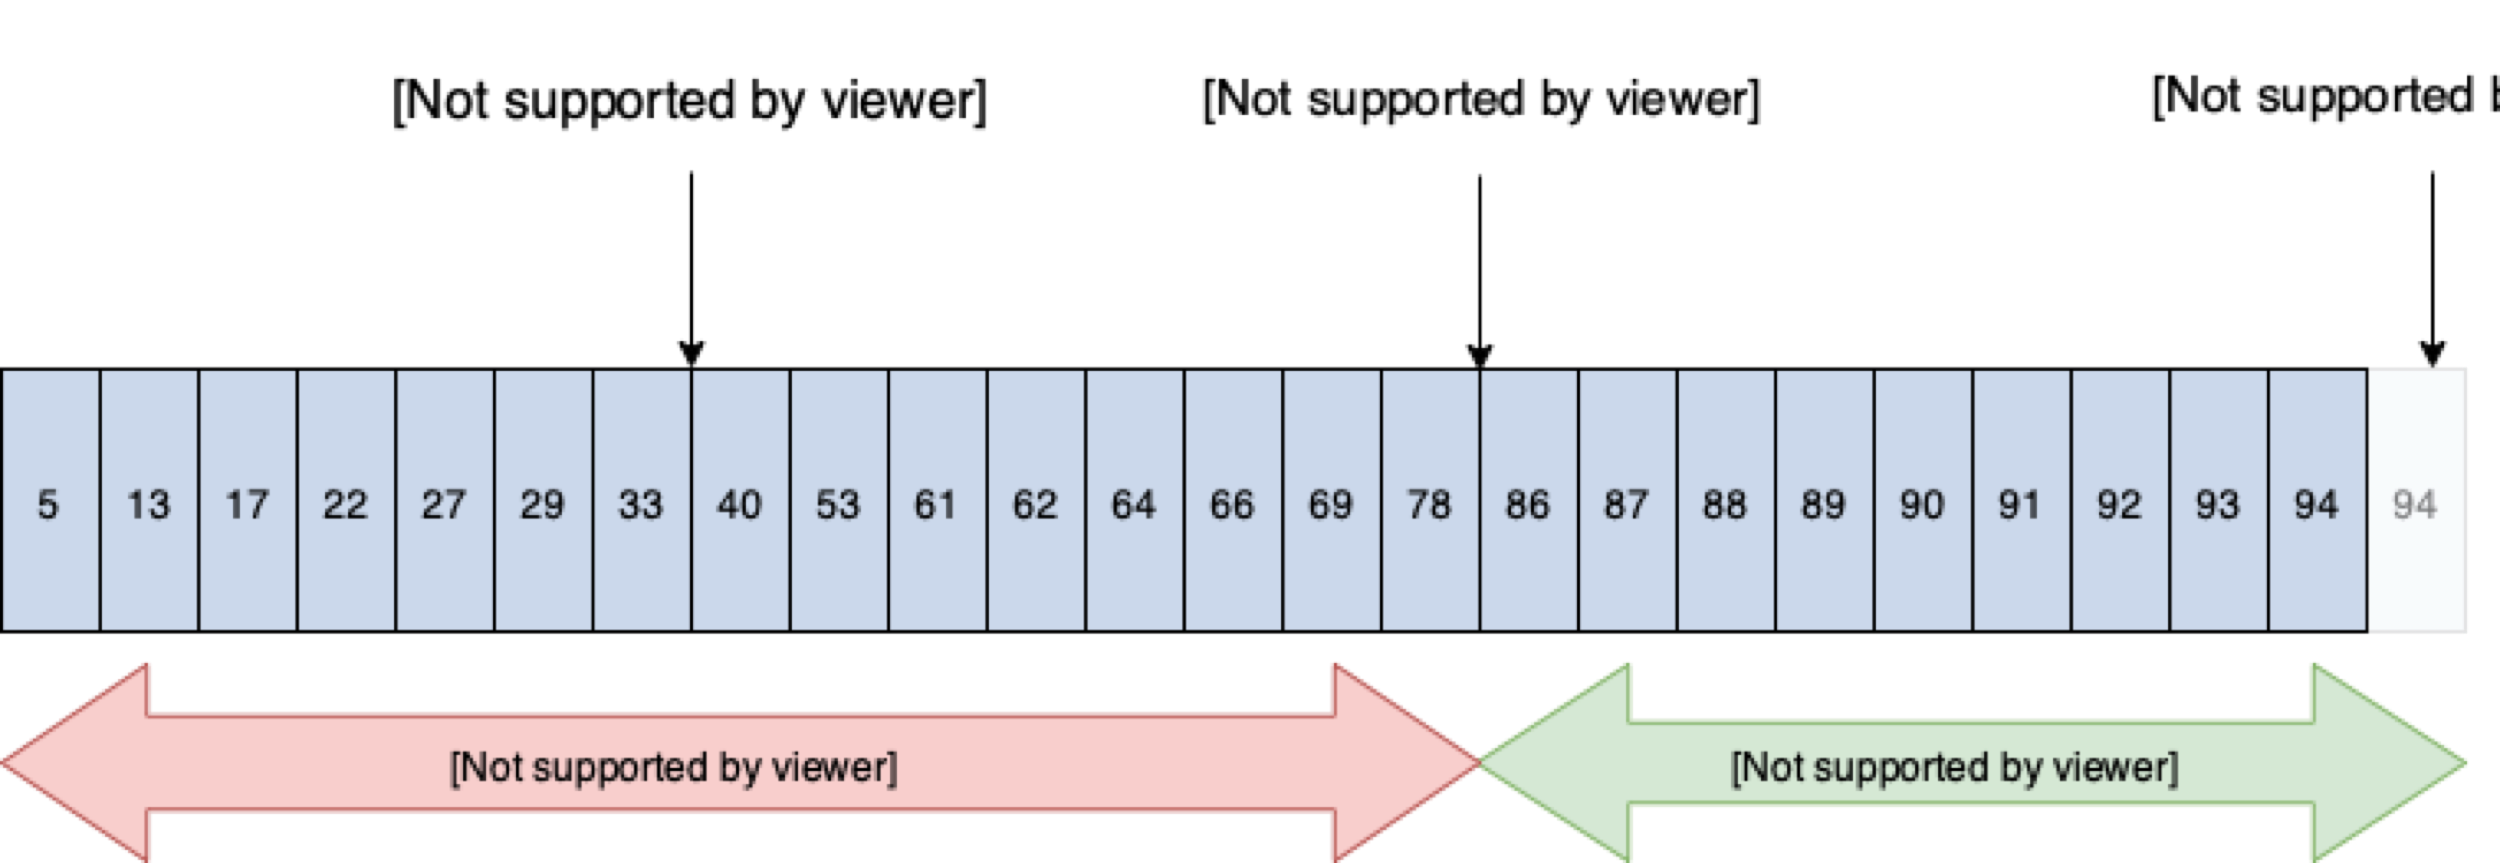 [Not supported by viewer] [Not supported by viewer] [Not supported b
5 13 17 22 27 29 33 40 53 61 62 64 66 69 78 86 87 88 89 90 91 92 93 94 94
[Not supported by viewer] [Not supported by viewer]